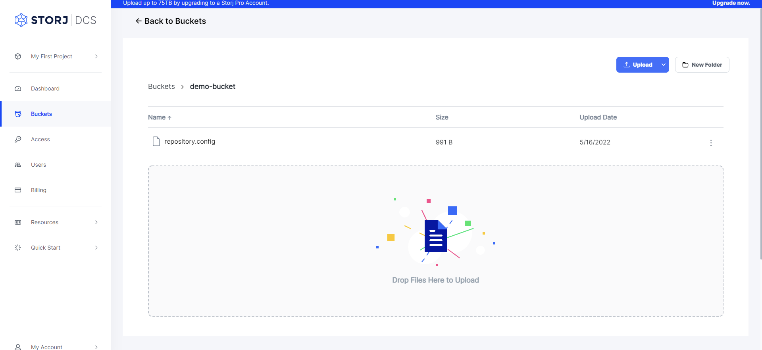 Upload up to 75TB by upgrading to a Storj Pro Account.
Upgrade now.
STORJ DCS
← Back to Buckets
My First Project
Dashboard
Buckets
Access
Users
Billing
Resources
Quick Start
My Account
Upload
New Folder
Buckets > demo-bucket
Name Size Upload Date
repository.config 991 B 5/16/2022
Drop Files Here to Upload